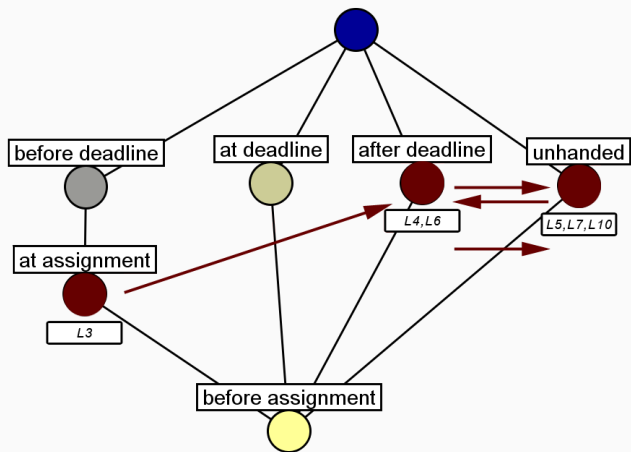 before deadline
at deadline
after deadline
unhanded
L4,L6
L5,L7,L10
at assignment
L3
before assignment